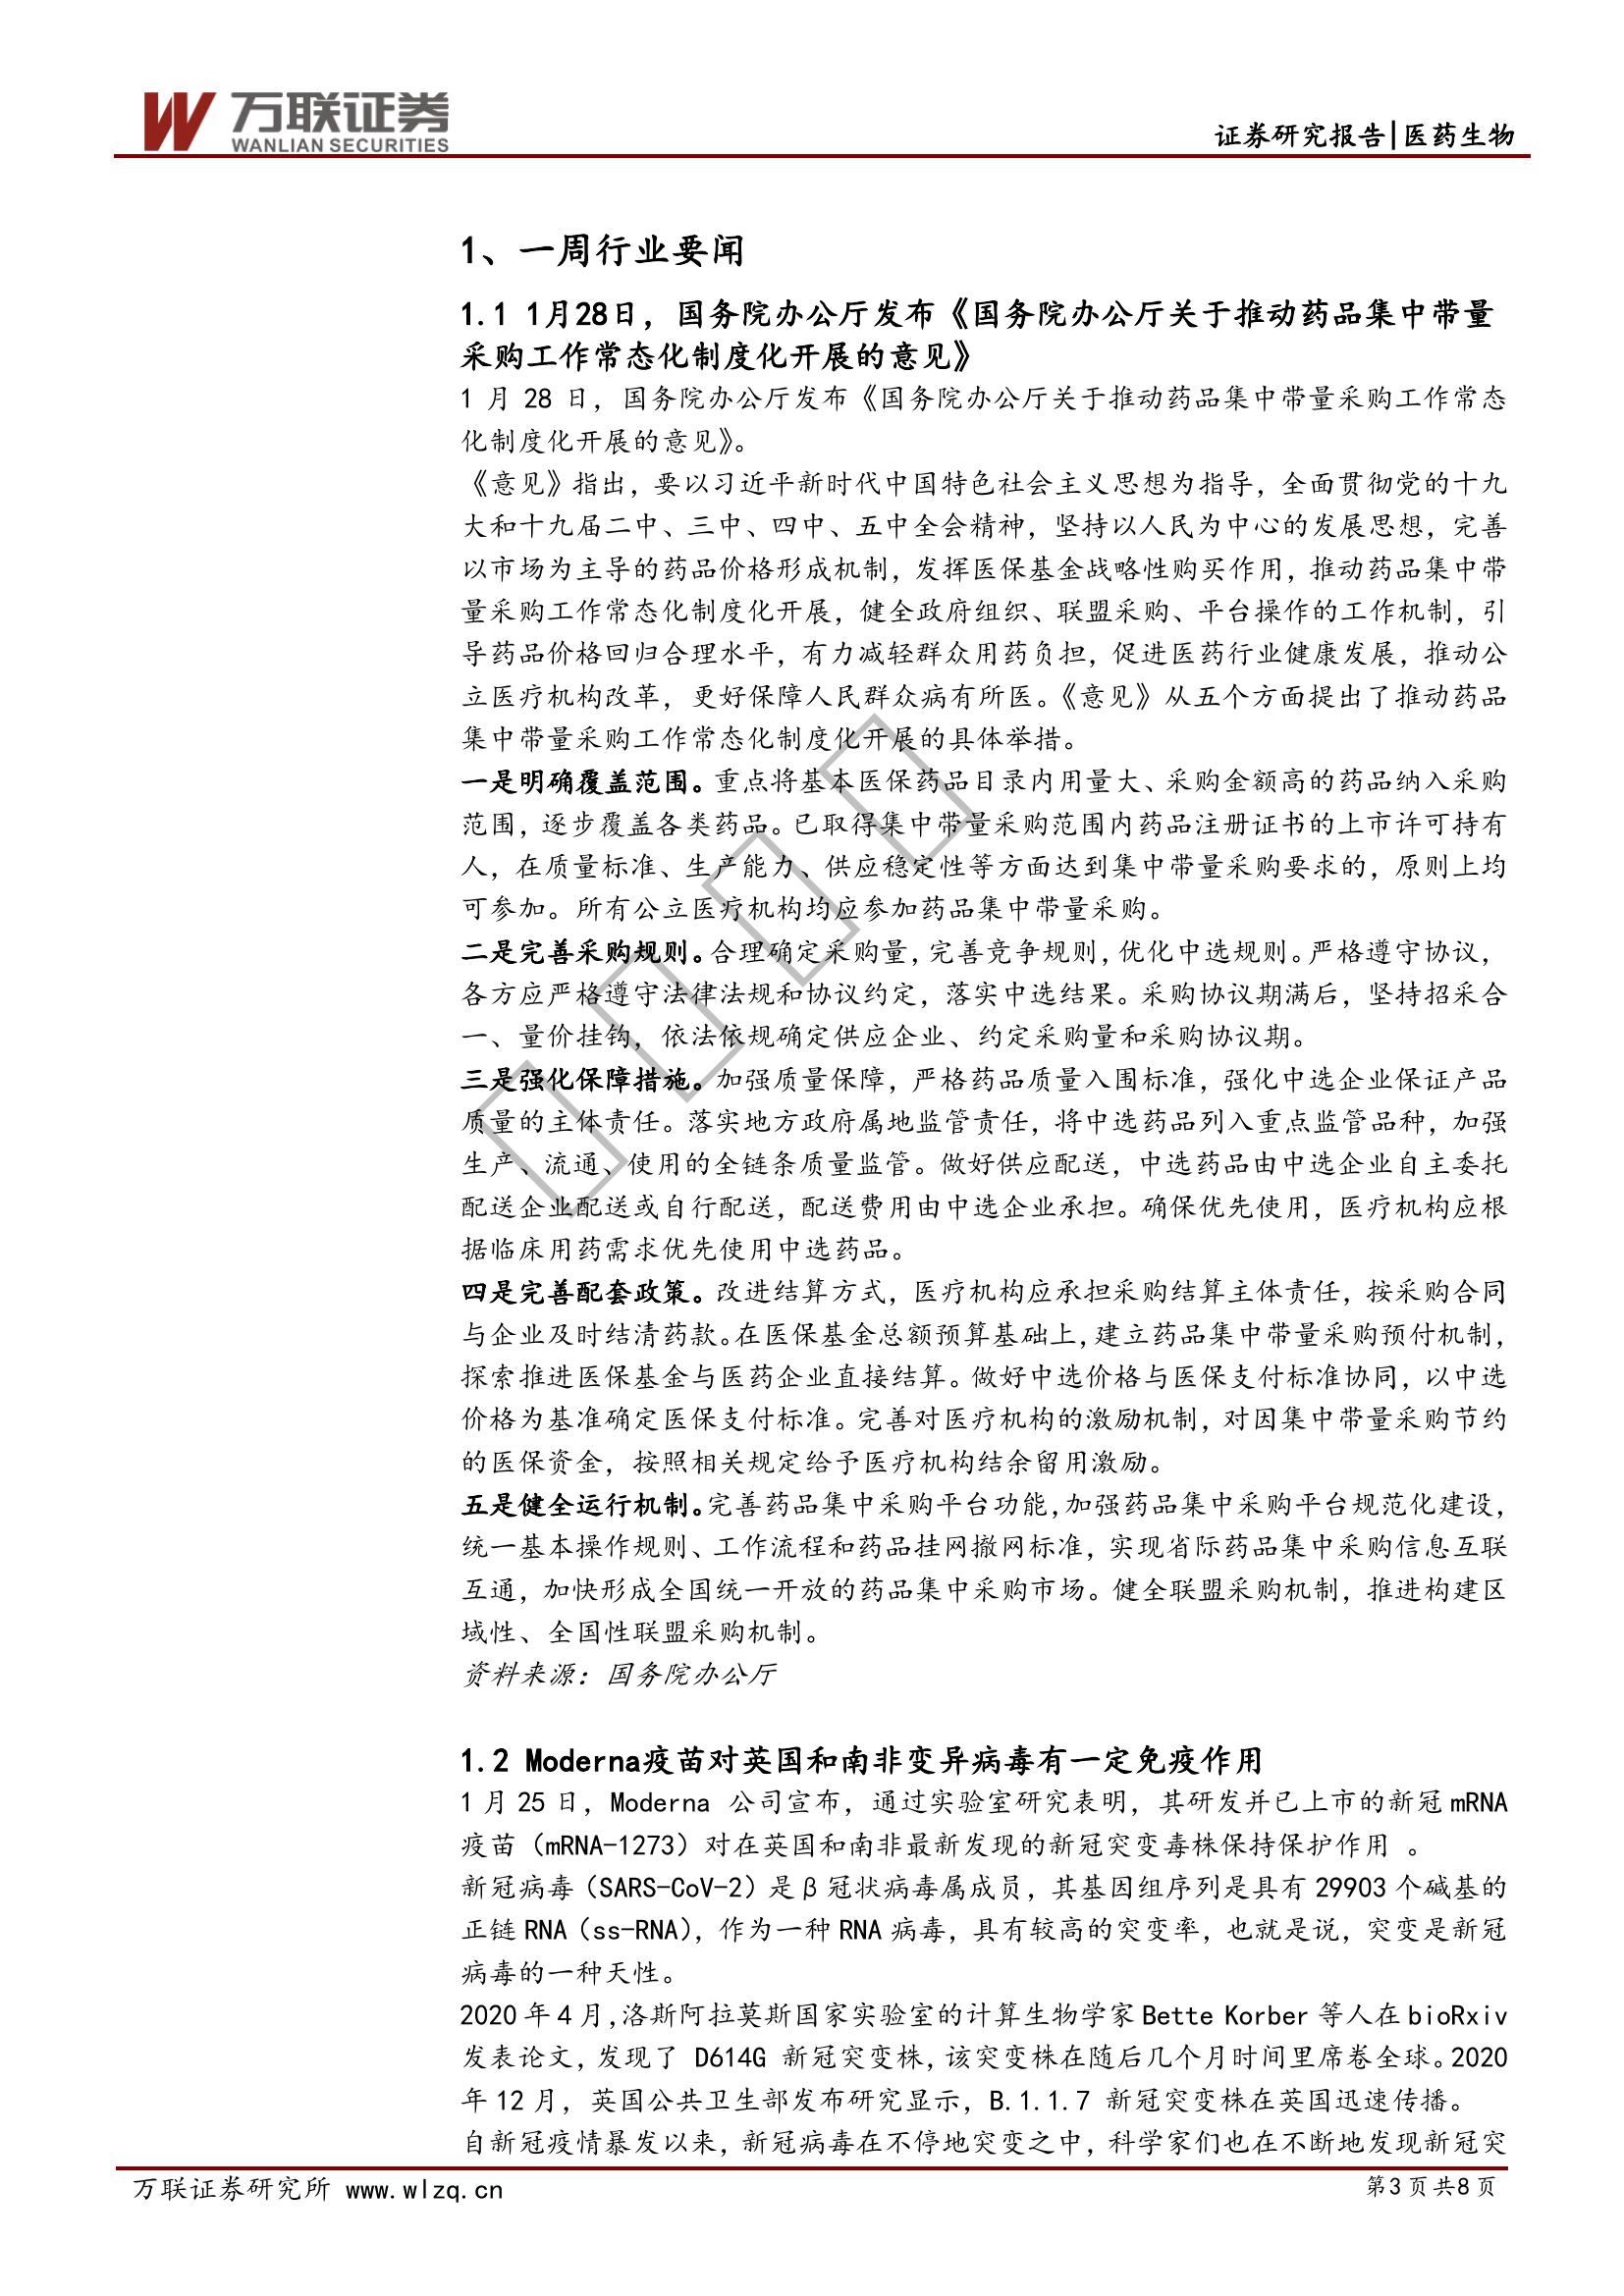 万联证券
WANLIAN SECURITIES
证券研究报告|医药生物
1、一周行业要闻
1.1 1月28日，国务院办公厅发布《国务院办公厅关于推动药品集中带量
采购工作常态化制度化开展的意见》
1 月 28 日，国务院办公厅发布《国务院办公厅关于推动药品集中带量采购工作常态
化制度化开展的意见》。
《意见》指出，要以习近平新时代中国特色社会主义思想为指导，全面贯彻党的十九
大和十九届二中、三中、四中、五中全会精神，坚持以人民为中心的发展思想，完善
以市场为主导的药品价格形成机制，发挥医保基金战略性购买作用，推动药品集中带
量采购工作常态化制度化开展，健全政府组织、联盟采购、平台操作的工作机制，引
导药品价格回归合理水平，有力减轻群众用药负担，促进医药行业健康发展，推动公
立医疗机构改革，更好保障人民群众病有所医。《意见》从五个方面提出了推动药品
集中带量采购工作常态化制度化开展的具体举措。
一是明确覆盖范围。重点将基本医保药品目录内用量大、采购金额高的药品纳入采购
范围，逐步覆盖各类药品。已取得集中带量采购范围内药品注册证书的上市许可持有
人，在质量标准、生产能力、供应稳定性等方面达到集中带量采购要求的，原则上均
可参加。所有公立医疗机构均应参加药品集中带量采购。
二是完善采购规则。合理确定采购量，完善竞争规则，优化中选规则。严格遵守协议，
各方应严格遵守法律法规和协议约定，落实中选结果。采购协议期满后，坚持招采合
一、量价挂钩，依法依规确定供应企业、约定采购量和采购协议期。
三是强化保障措施。加强质量保障，严格药品质量入围标准，强化中选企业保证产品
质量的主体责任。落实地方政府属地监管责任，将中选药品列入重点监管品种，加强
生产、流通、使用的全链条质量监管。做好供应配送，中选药品由中选企业自主委托
配送企业配送或自行配送，配送费用由中选企业承担。确保优先使用，医疗机构应根
据临床用药需求优先使用中选药品。
四是完善配套政策。改进结算方式，医疗机构应承担采购结算主体责任，按采购合同
与企业及时结清药款。在医保基金总额预算基础上，建立药品集中带量采购预付机制，
探索推进医保基金与医药企业直接结算。做好中选价格与医保支付标准协同，以中选
价格为基准确定医保支付标准。完善对医疗机构的激励机制，对因集中带量采购节约
的医保资金，按照相关规定给予医疗机构结余留用激励。
五是健全运行机制。完善药品集中采购平台功能，加强药品集中采购平台规范化建设，
统一基本操作规则、工作流程和药品挂网撤网标准，实现省际药品集中采购信息互联
互通，加快形成全国统一开放的药品集中采购市场。健全联盟采购机制，推进构建区
域性、全国性联盟采购机制。
资料来源：国务院办公厅
1.2 Moderna疫苗对英国和南非变异病毒有一定免疫作用
1 月 25 日，Moderna 公司宣布，通过实验室研究表明，其研发并已上市的新冠 mRNA
疫苗（mRNA-1273）对在英国和南非最新发现的新冠突变毒株保持保护作用 。
新冠病毒（SARS-CoV-2）是 β 冠状病毒属成员，其基因组序列是具有 29903 个碱基的
正链 RNA（ss-RNA），作为一种 RNA 病毒，具有较高的突变率，也就是说，突变是新冠
病毒的一种天性。
2020 年 4 月，洛斯阿拉莫斯国家实验室的计算生物学家 Bette Korber 等人在 bioRxiv
发表论文，发现了 D614G 新冠突变株，该突变株在随后几个月时间里席卷全球。2020
年 12 月，英国公共卫生部发布研究显示，B.1.1.7 新冠突变株在英国迅速传播。
自新冠疫情暴发以来，新冠病毒在不停地突变之中，科学家们也在不断地发现新冠突
万联证券研究所 www.wlzq.cn
第 3 页 共 8 页